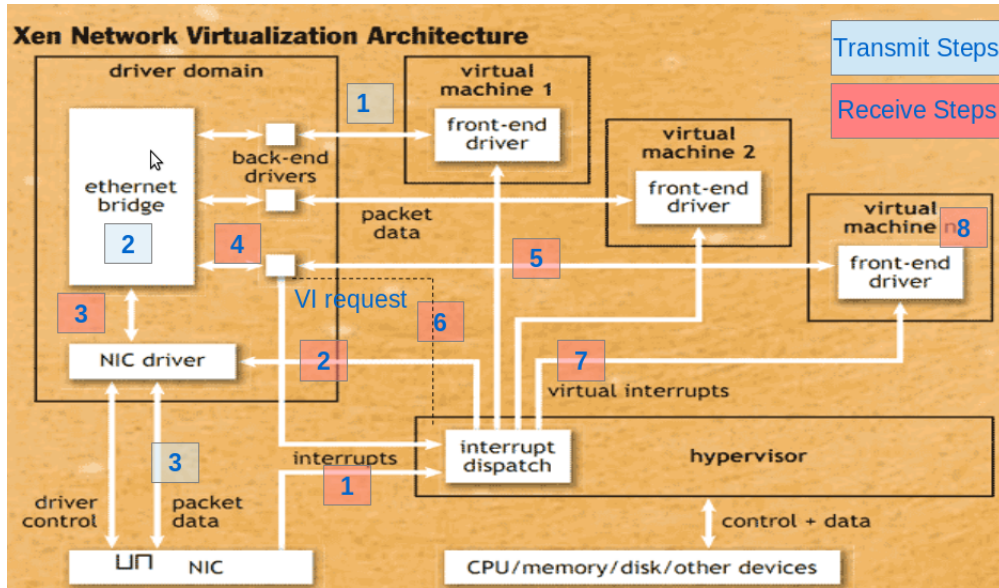 Xen Network Virtualization Architecture
Transmit Steps
Receive Steps
driver domain
virtual
machine 1
front-end
driver
1
back-end
drivers
ethernet
bridge
2
virtual
machine 2
front-end
driver
packet
data
4
5
virtual
machine n
8
front-end
driver
VI request
3
6
NIC driver
2
7
virtual interrupts
interrupt
dispatch
hypervisor
interrupts
1
3
driver
control
packet
data
control + data
NIC
CPU/memory/disk/other devices